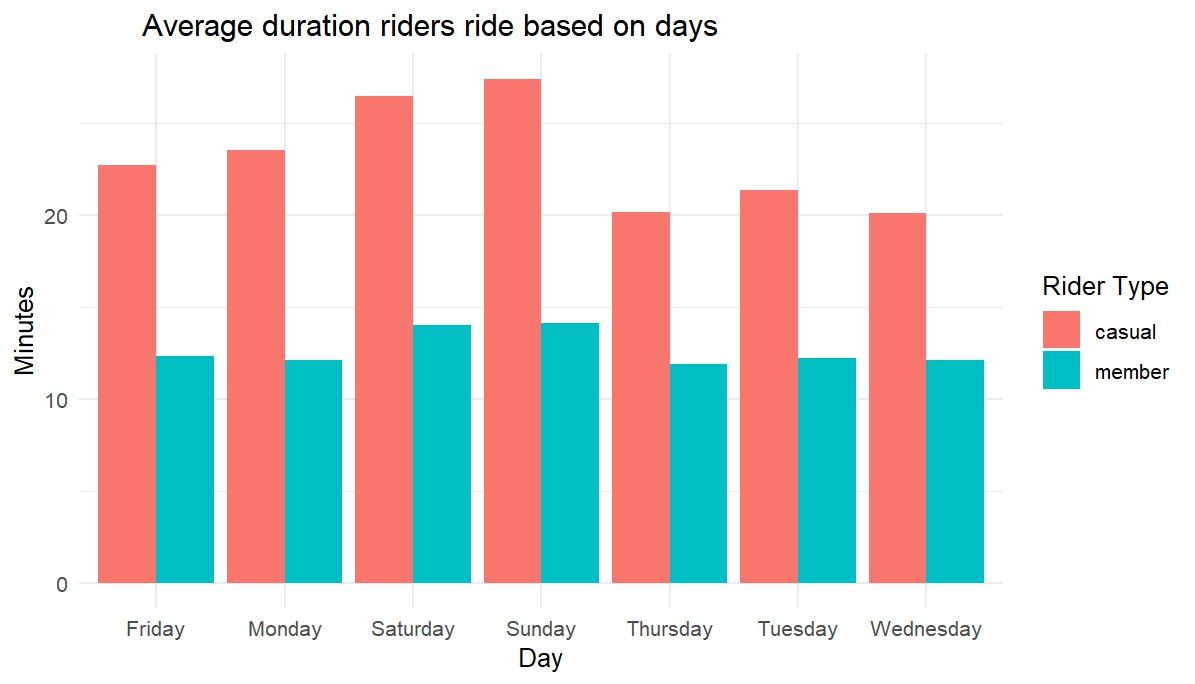 Average duration riders ride based on days
Minutes
20
10
0
Friday Monday Saturday Sunday Thursday Tuesday Wednesday
Day
Rider Type
casual
member